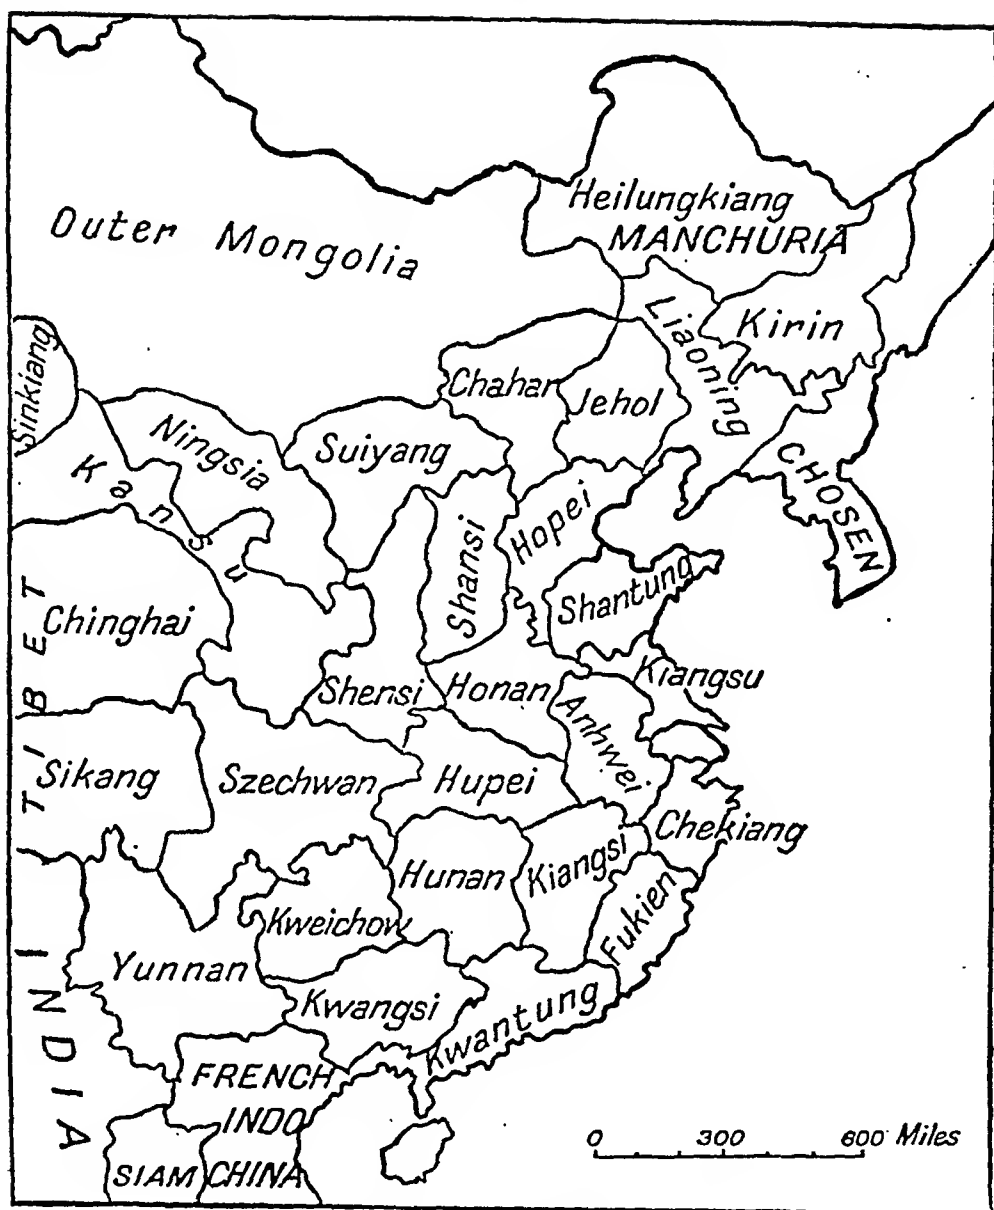 Heilungkiang
MANCHURIA
Outer Mongolia
Liaoning
Kirin
Sinkiang
Chahar
Jehol
Ningsia
Suiyang
Kansu
CHOSEN
Hopei
Shansi
Shantung
TIBET
Chinghai
Shensi
Honan
Kiangsu
Anhwei
Sikang
Szechwan
Hupei
Chekiang
Hunan
Kiangsi
Fukien
Kweichow
Yunnan
Kwangsi
Kwantung
INDIA
FRENCH
INDO
CHINA
SIAM
0 300 600 Miles